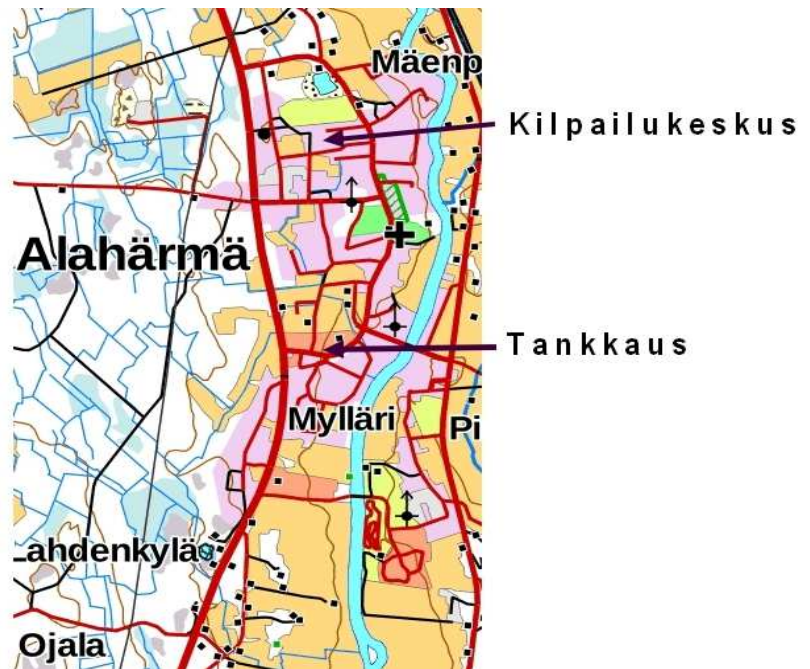 Mäenp
Kilpailukeskus
Alahärmä
Tankkaus
Mylläri
Pi
Lahdenkylä
Ojala